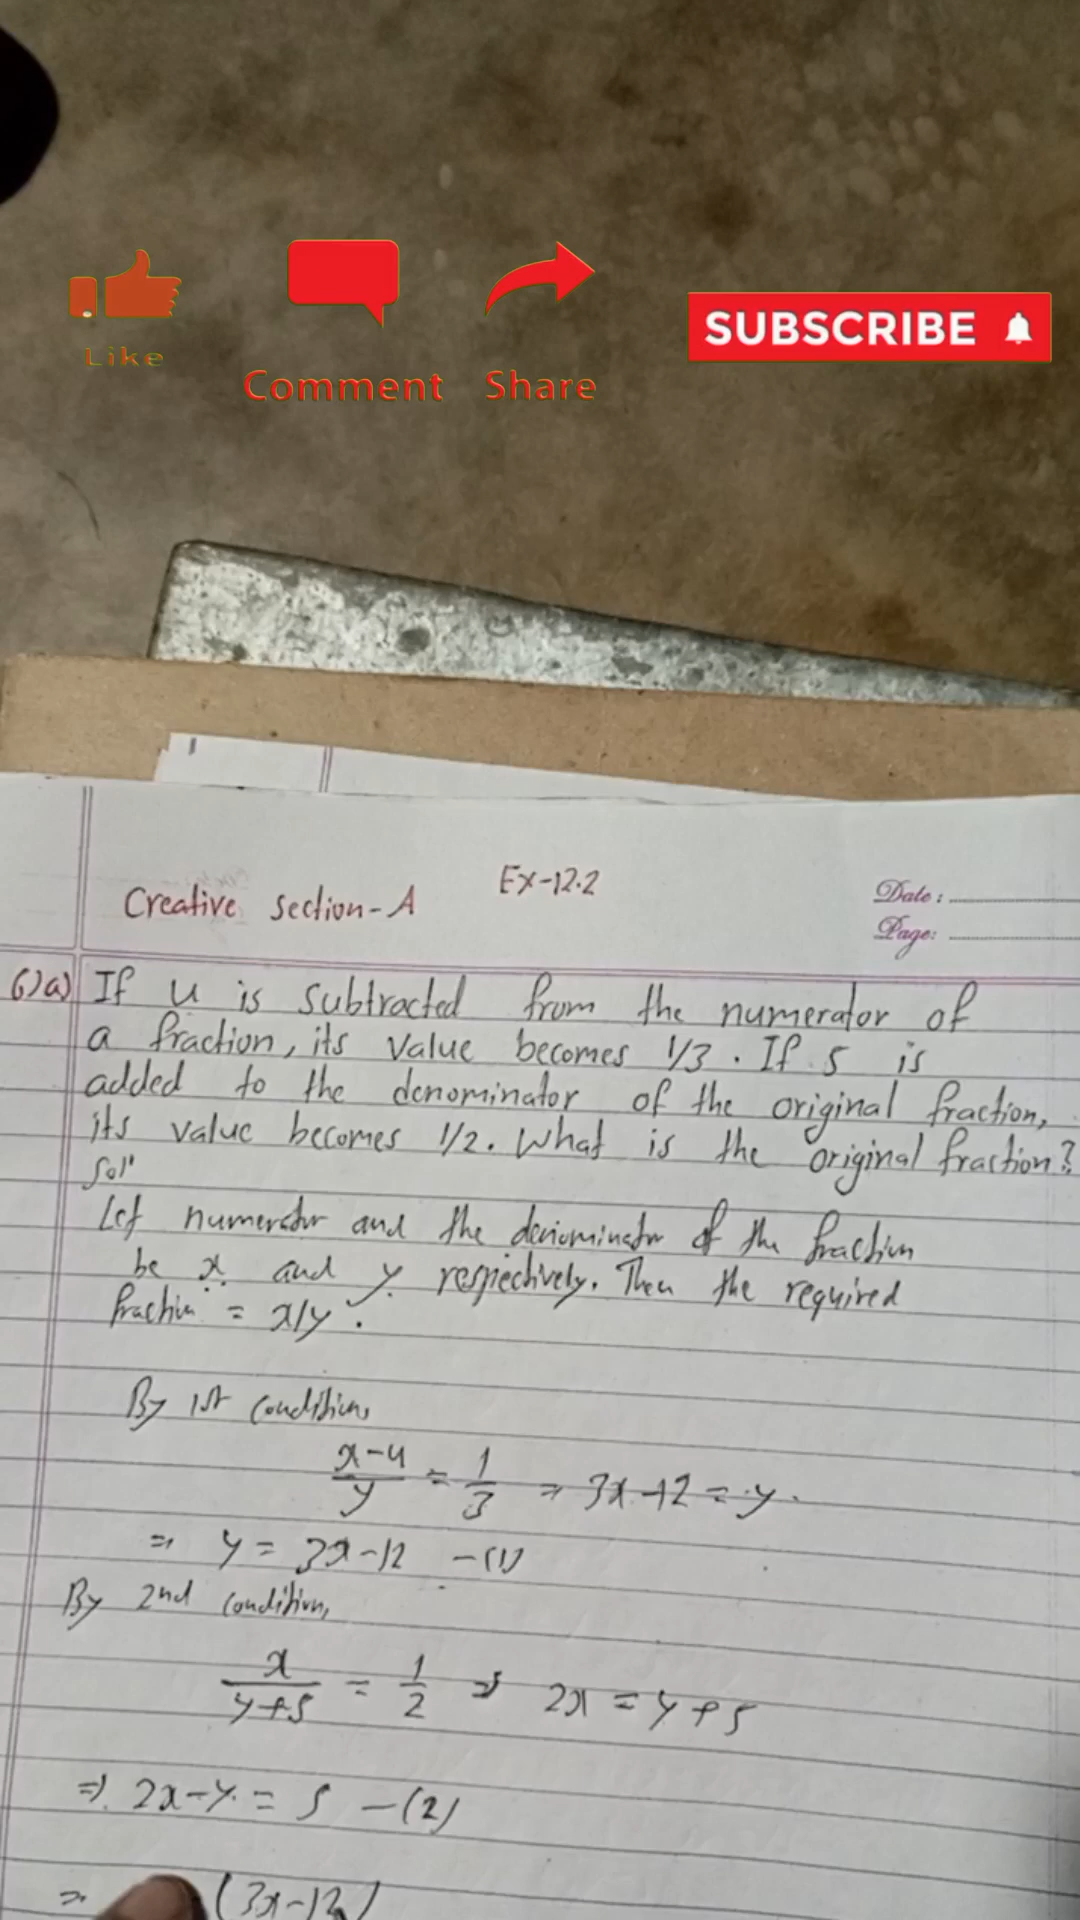 Like
Comment
Share
SUBSCRIBE
Ex-12.2
Creative section-A
Date:
Page:
6)a) If 4 is subtracted from the numerator of
a fraction, its value becomes 1/3. If 5 is
added to the denominator of the original fraction,
its value becomes 1/2. What is the original fraction?
Soln
Let numerator and the denominator of the fraction
be x and y respectively. Then the required
fraction = x/y.
By 1st condition,
x-4/y = 1/3 ⇒ 3x-12 = y.
⇒ y = 3x-12 -(1)
By 2nd condition,
x/y+5 = 1/2 ⇒ 2x = y+5
⇒ 2x-y = 5 -(2)
⇒ (3x-12)